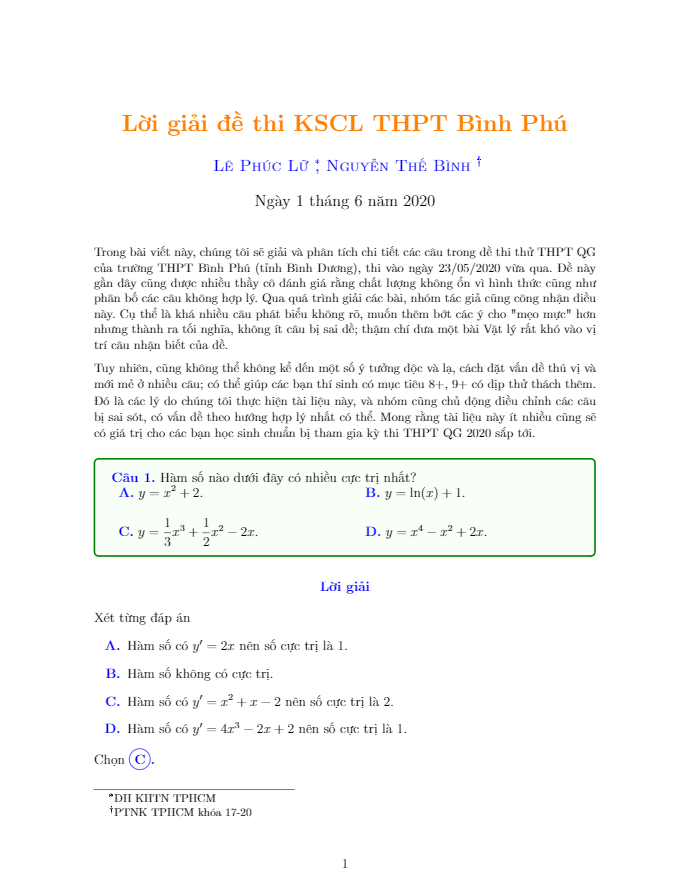 Lời giải đề thi KSCL THPT Bình Phú
Lê Phúc Lữ *, Nguyễn Thế Bình †
Ngày 1 tháng 6 năm 2020
Trong bài viết này, chúng tôi sẽ giải và phân tích chi tiết các câu trong đề thi thử THPT QG
của trường THPT Bình Phú (tỉnh Bình Dương), thi vào ngày 23/05/2020 vừa qua. Đề này
gần đây cũng được nhiều thầy cô đánh giá rằng chất lượng không ổn vì hình thức cũng như
phân bố các câu không hợp lý. Qua quá trình giải các bài, nhóm tác giả cũng công nhận điều
này. Cụ thể là khá nhiều câu phát biểu không rõ, muốn thêm bớt các ý cho "mẹo mực" hơn
nhưng thành ra tối nghĩa, không ít câu bị sai đề; thậm chí đưa một bài Vật lý rất khó vào vị
trí câu nhận biết của đề.
Tuy nhiên, cũng không thể không kể đến một số ý tưởng độc và lạ, cách đặt vấn đề thú vị và
mới mẻ ở nhiều câu; có thể giúp các bạn thí sinh có mục tiêu 8+, 9+ có dịp thử thách thêm.
Đó là các lý do chúng tôi thực hiện tài liệu này, và nhóm cũng chủ động điều chỉnh các câu
bị sai sót, có vấn đề theo hướng hợp lý nhất có thể. Mong rằng tài liệu này ít nhiều cũng sẽ
có giá trị cho các bạn học sinh chuẩn bị tham gia kỳ thi THPT QG 2020 sắp tới.
Câu 1. Hàm số nào dưới đây có nhiều cực trị nhất?
A. y = x² + 2. B. y = ln(x) + 1.
C. y = 1/3 x³ + 1/2 x² − 2x. D. y = x⁴ − x² + 2x.
Lời giải
Xét từng đáp án
A. Hàm số có y′ = 2x nên số cực trị là 1.
B. Hàm số không có cực trị.
C. Hàm số có y′ = x² + x − 2 nên số cực trị là 2.
D. Hàm số có y′ = 4x³ − 2x + 2 nên số cực trị là 1.
Chọn C.
*ĐH KHTN TPHCM
†PTNK TPHCM khóa 17-20
1